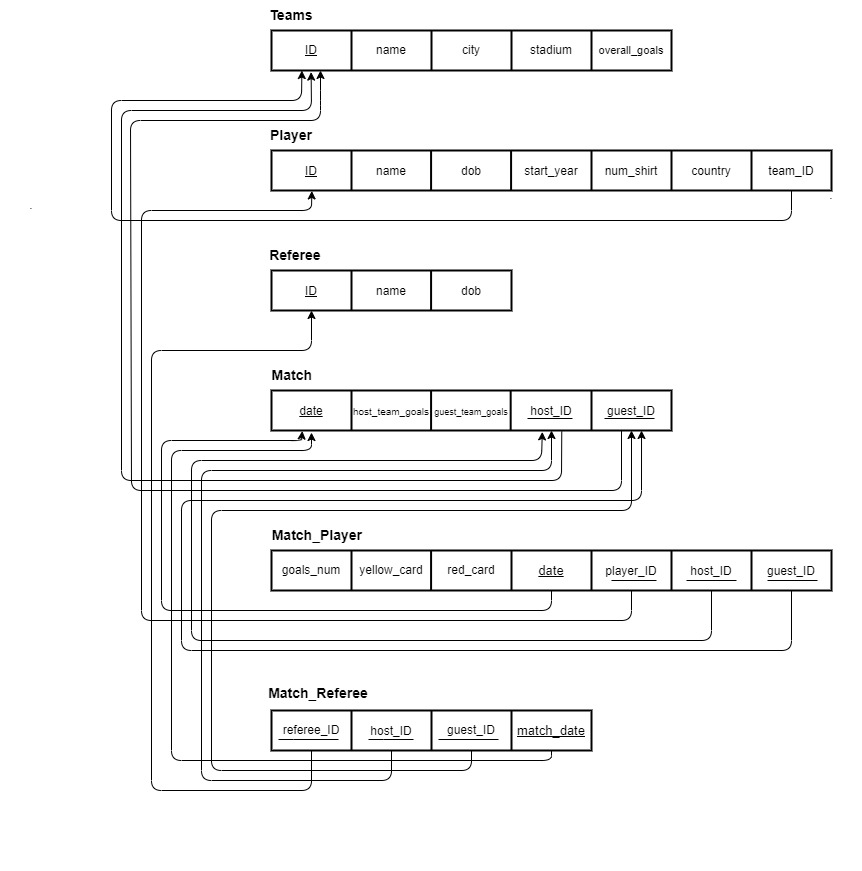 Teams
ID name city stadium overall_goals
Player
ID name dob start_year num_shirt country team_ID
Referee
ID name dob
Match
date host_team_goals guest_team_goals host_ID guest_ID
Match_Player
goals_num yellow_card red_card date player_ID host_ID guest_ID
Match_Referee
referee_ID host_ID guest_ID match_date